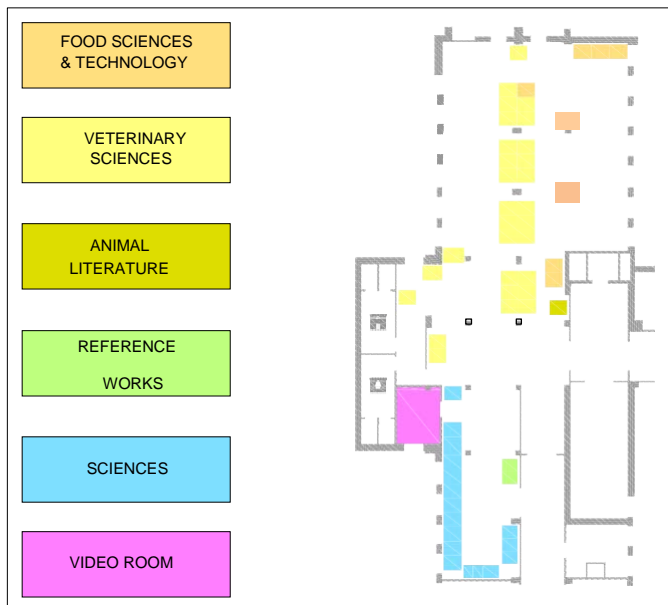 FOOD SCIENCES
& TECHNOLOGY
VETERINARY
SCIENCES
ANIMAL
LITERATURE
REFERENCE
WORKS
SCIENCES
VIDEO ROOM